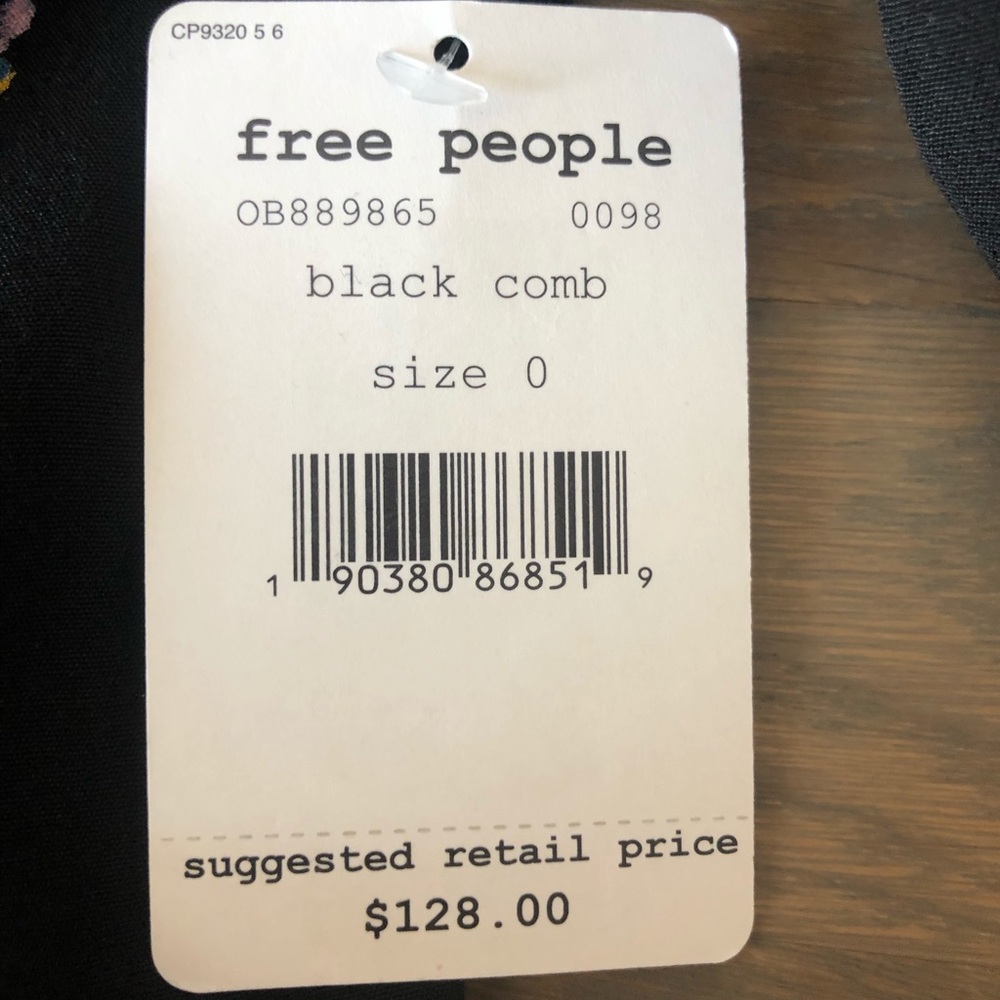 CP9320 5 6
free people
OB889865 0098
black comb
size 0
1 90380 86851 9
suggested retail price
$128.00